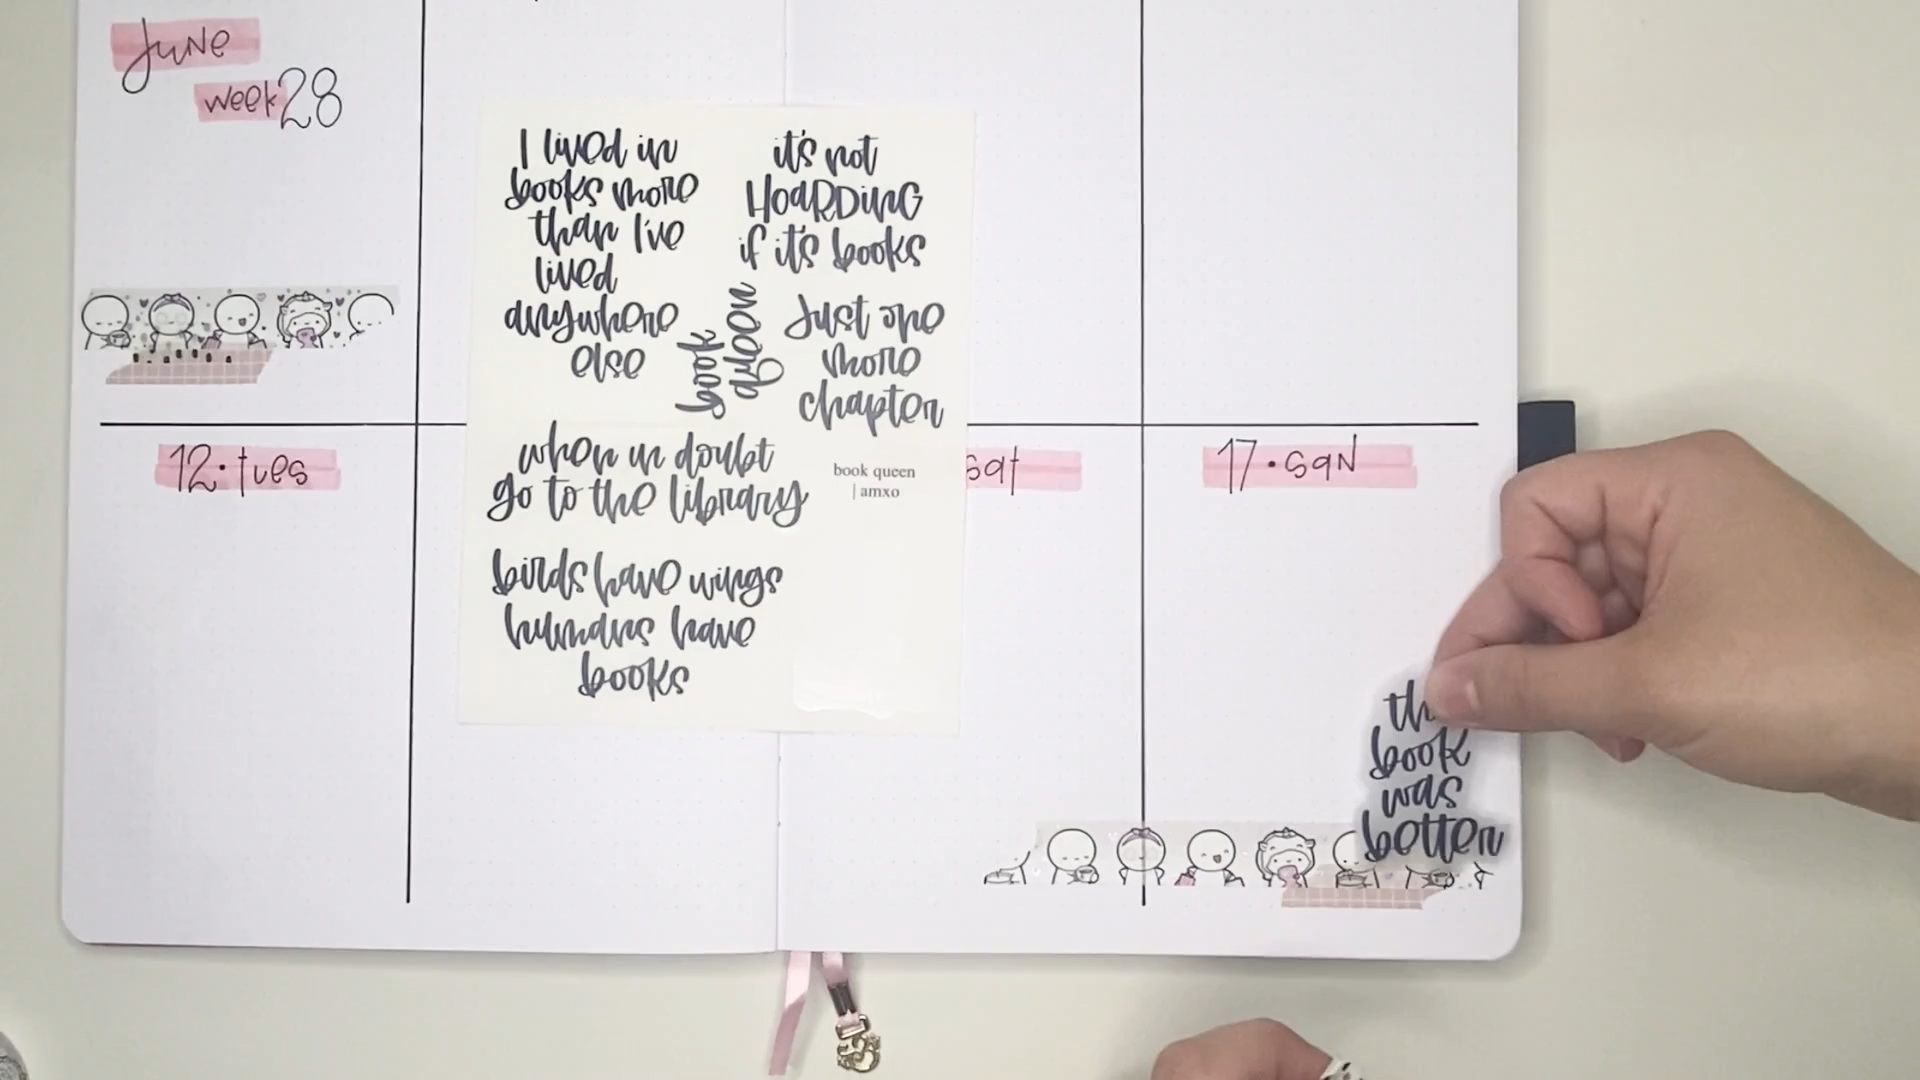 June
week 28
I lived in
books more
than I've
lived
anywhere
else
it's not
HOARDING
if it's books
book
queen
Just one
more
chapter
when in doubt
go to the library
book queen
| amxo
birds have wings
humans have
books
12·tues
sat
17·san
book
was
better